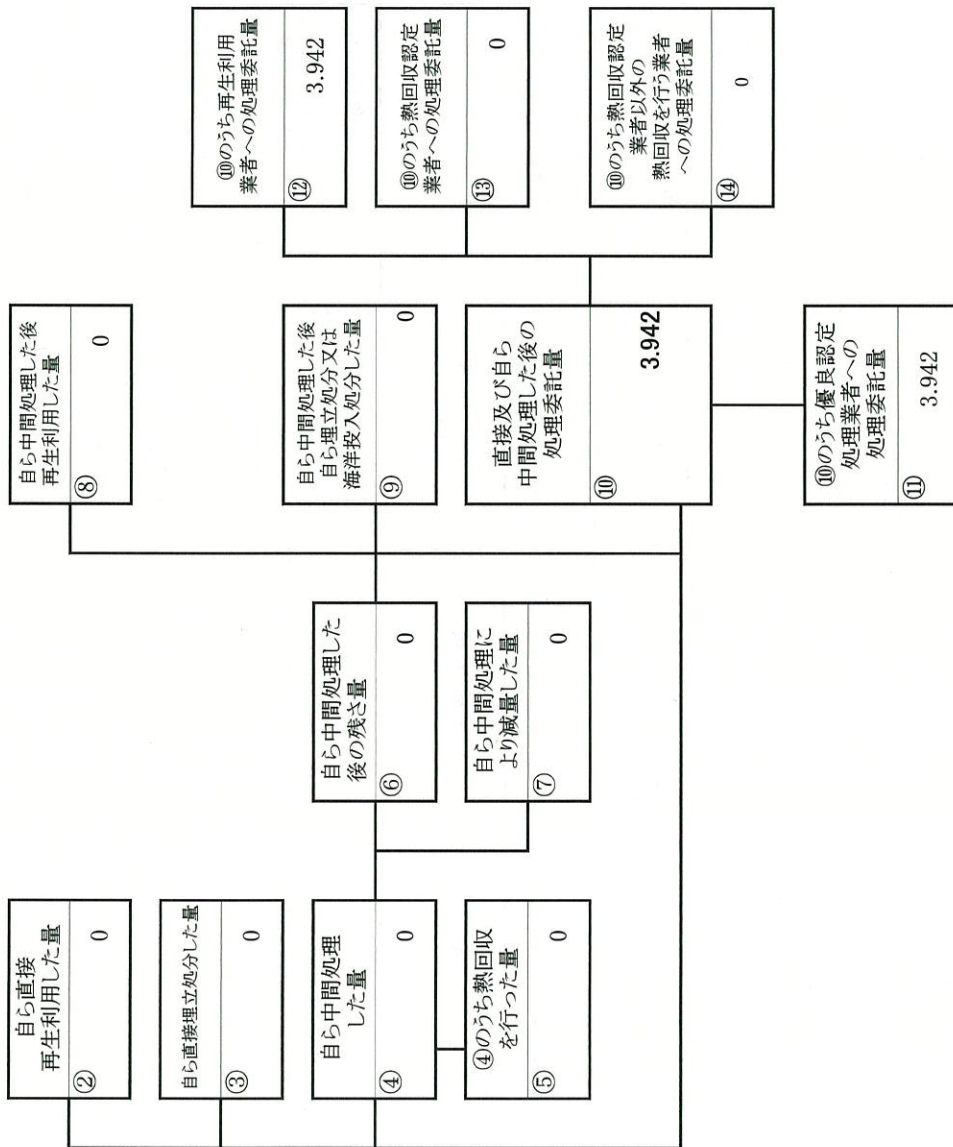 自ら直接
再生利用した量
②
0
自ら直接埋立処分した量
③
0
自ら中間処理
した量
④
0
④のうち熱回収
を行った量
⑤
0
自ら中間処理した
後の残さ量
⑥
0
自ら中間処理に
より減量した量
⑦
0
自ら中間処理した後
再生利用した量
⑧
0
自ら中間処理した後
自ら埋立処分又は
海洋投入処分した量
⑨
0
直接及び自ら
中間処理した後の
処理委託量
⑩
3.942
⑩のうち優良認定
処理業者への
処理委託量
⑪
3.942
⑩のうち再生利用
業者への処理委託量
⑫
3.942
⑩のうち熱回収認定
業者への処理委託量
⑬
0
⑩のうち熱回収認定
業者以外の
熱回収を行う業者
への処理委託量
⑭
0